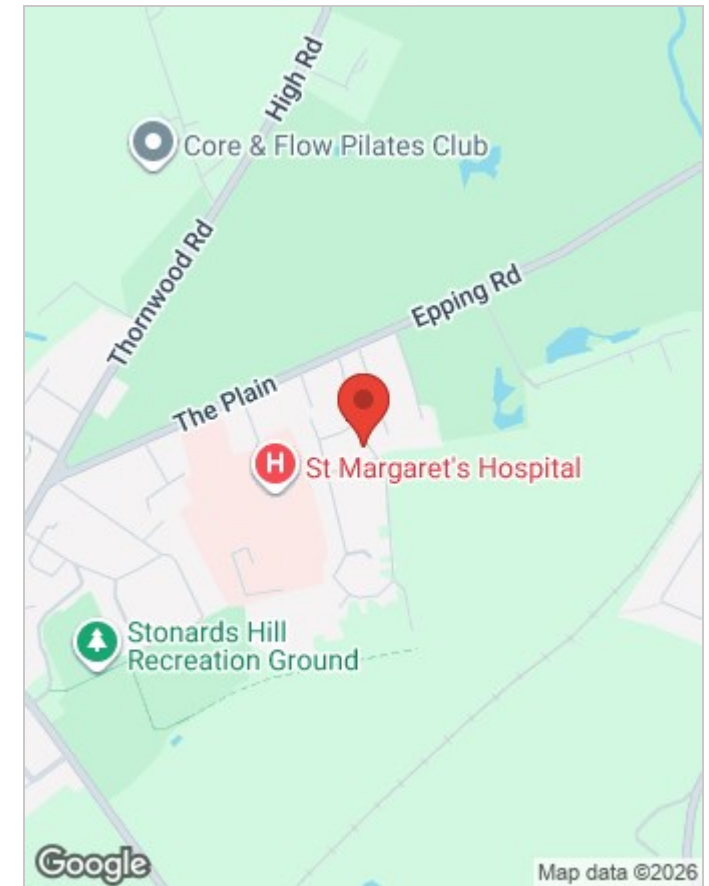 High Rd
Core & Flow Pilates Club
Thornwood Rd
Epping Rd
The Plain
H
St Margaret's Hospital
Stonards Hill
Recreation Ground
Google
Map data ©2026